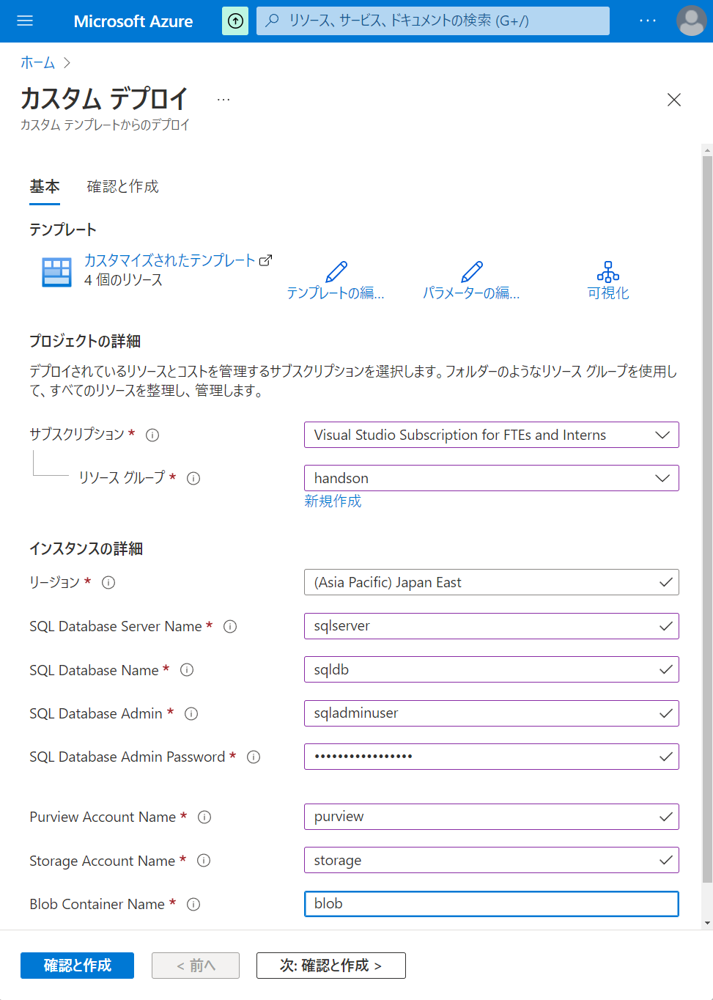 Microsoft Azure
リソース、サービス、ドキュメントの検索 (G+/)
...
ホーム >
カスタム デプロイ ...
カスタム テンプレートからのデプロイ
基本 確認と作成
テンプレート
カスタマイズされたテンプレート
4 個のリソース
テンプレートの編...
パラメーターの編...
可視化
プロジェクトの詳細
デプロイされているリソースとコストを管理するサブスクリプションを選択します。フォルダーのようなリソース グループを使用し
て、すべてのリソースを整理し、管理します。
サブスクリプション * Visual Studio Subscription for FTEs and Interns
リソース グループ * handson
新規作成
インスタンスの詳細
リージョン * (Asia Pacific) Japan East
SQL Database Server Name * sqlserver
SQL Database Name * sqldb
SQL Database Admin * sqladminuser
SQL Database Admin Password * •••••••••••••••••
Purview Account Name * purview
Storage Account Name * storage
Blob Container Name * blob
確認と作成
< 前へ
次: 確認と作成 >